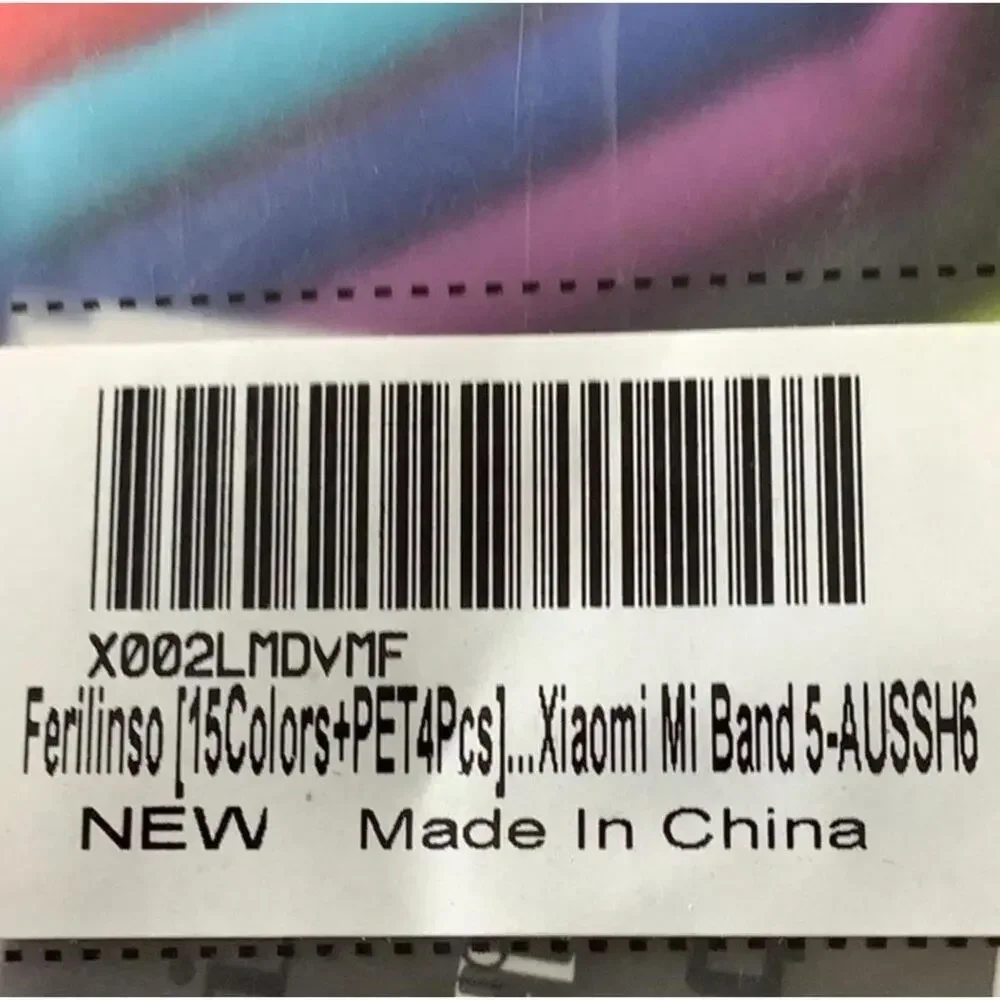 X002LMDVMF
Ferilinso [15Colors+PET4Pcs]...Xiaomi Mi Band 5-AUSSH6
NEW Made In China